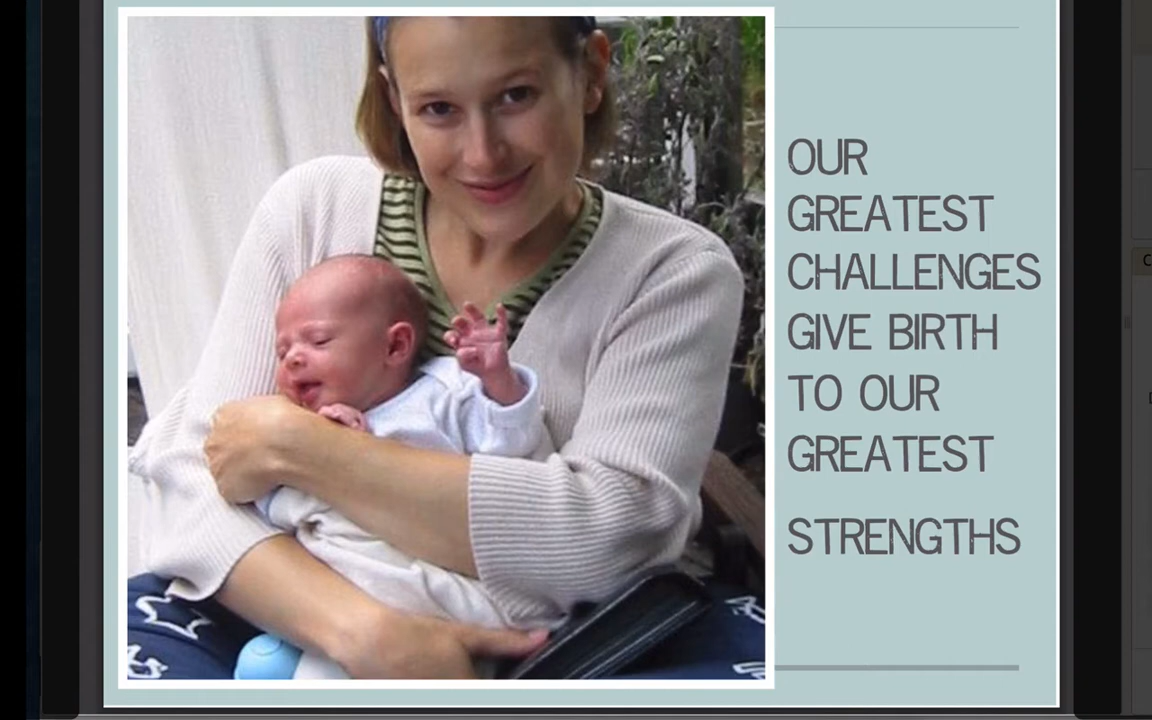 OUR
GREATEST
CHALLENGES
GIVE BIRTH
TO OUR
GREATEST
STRENGTHS